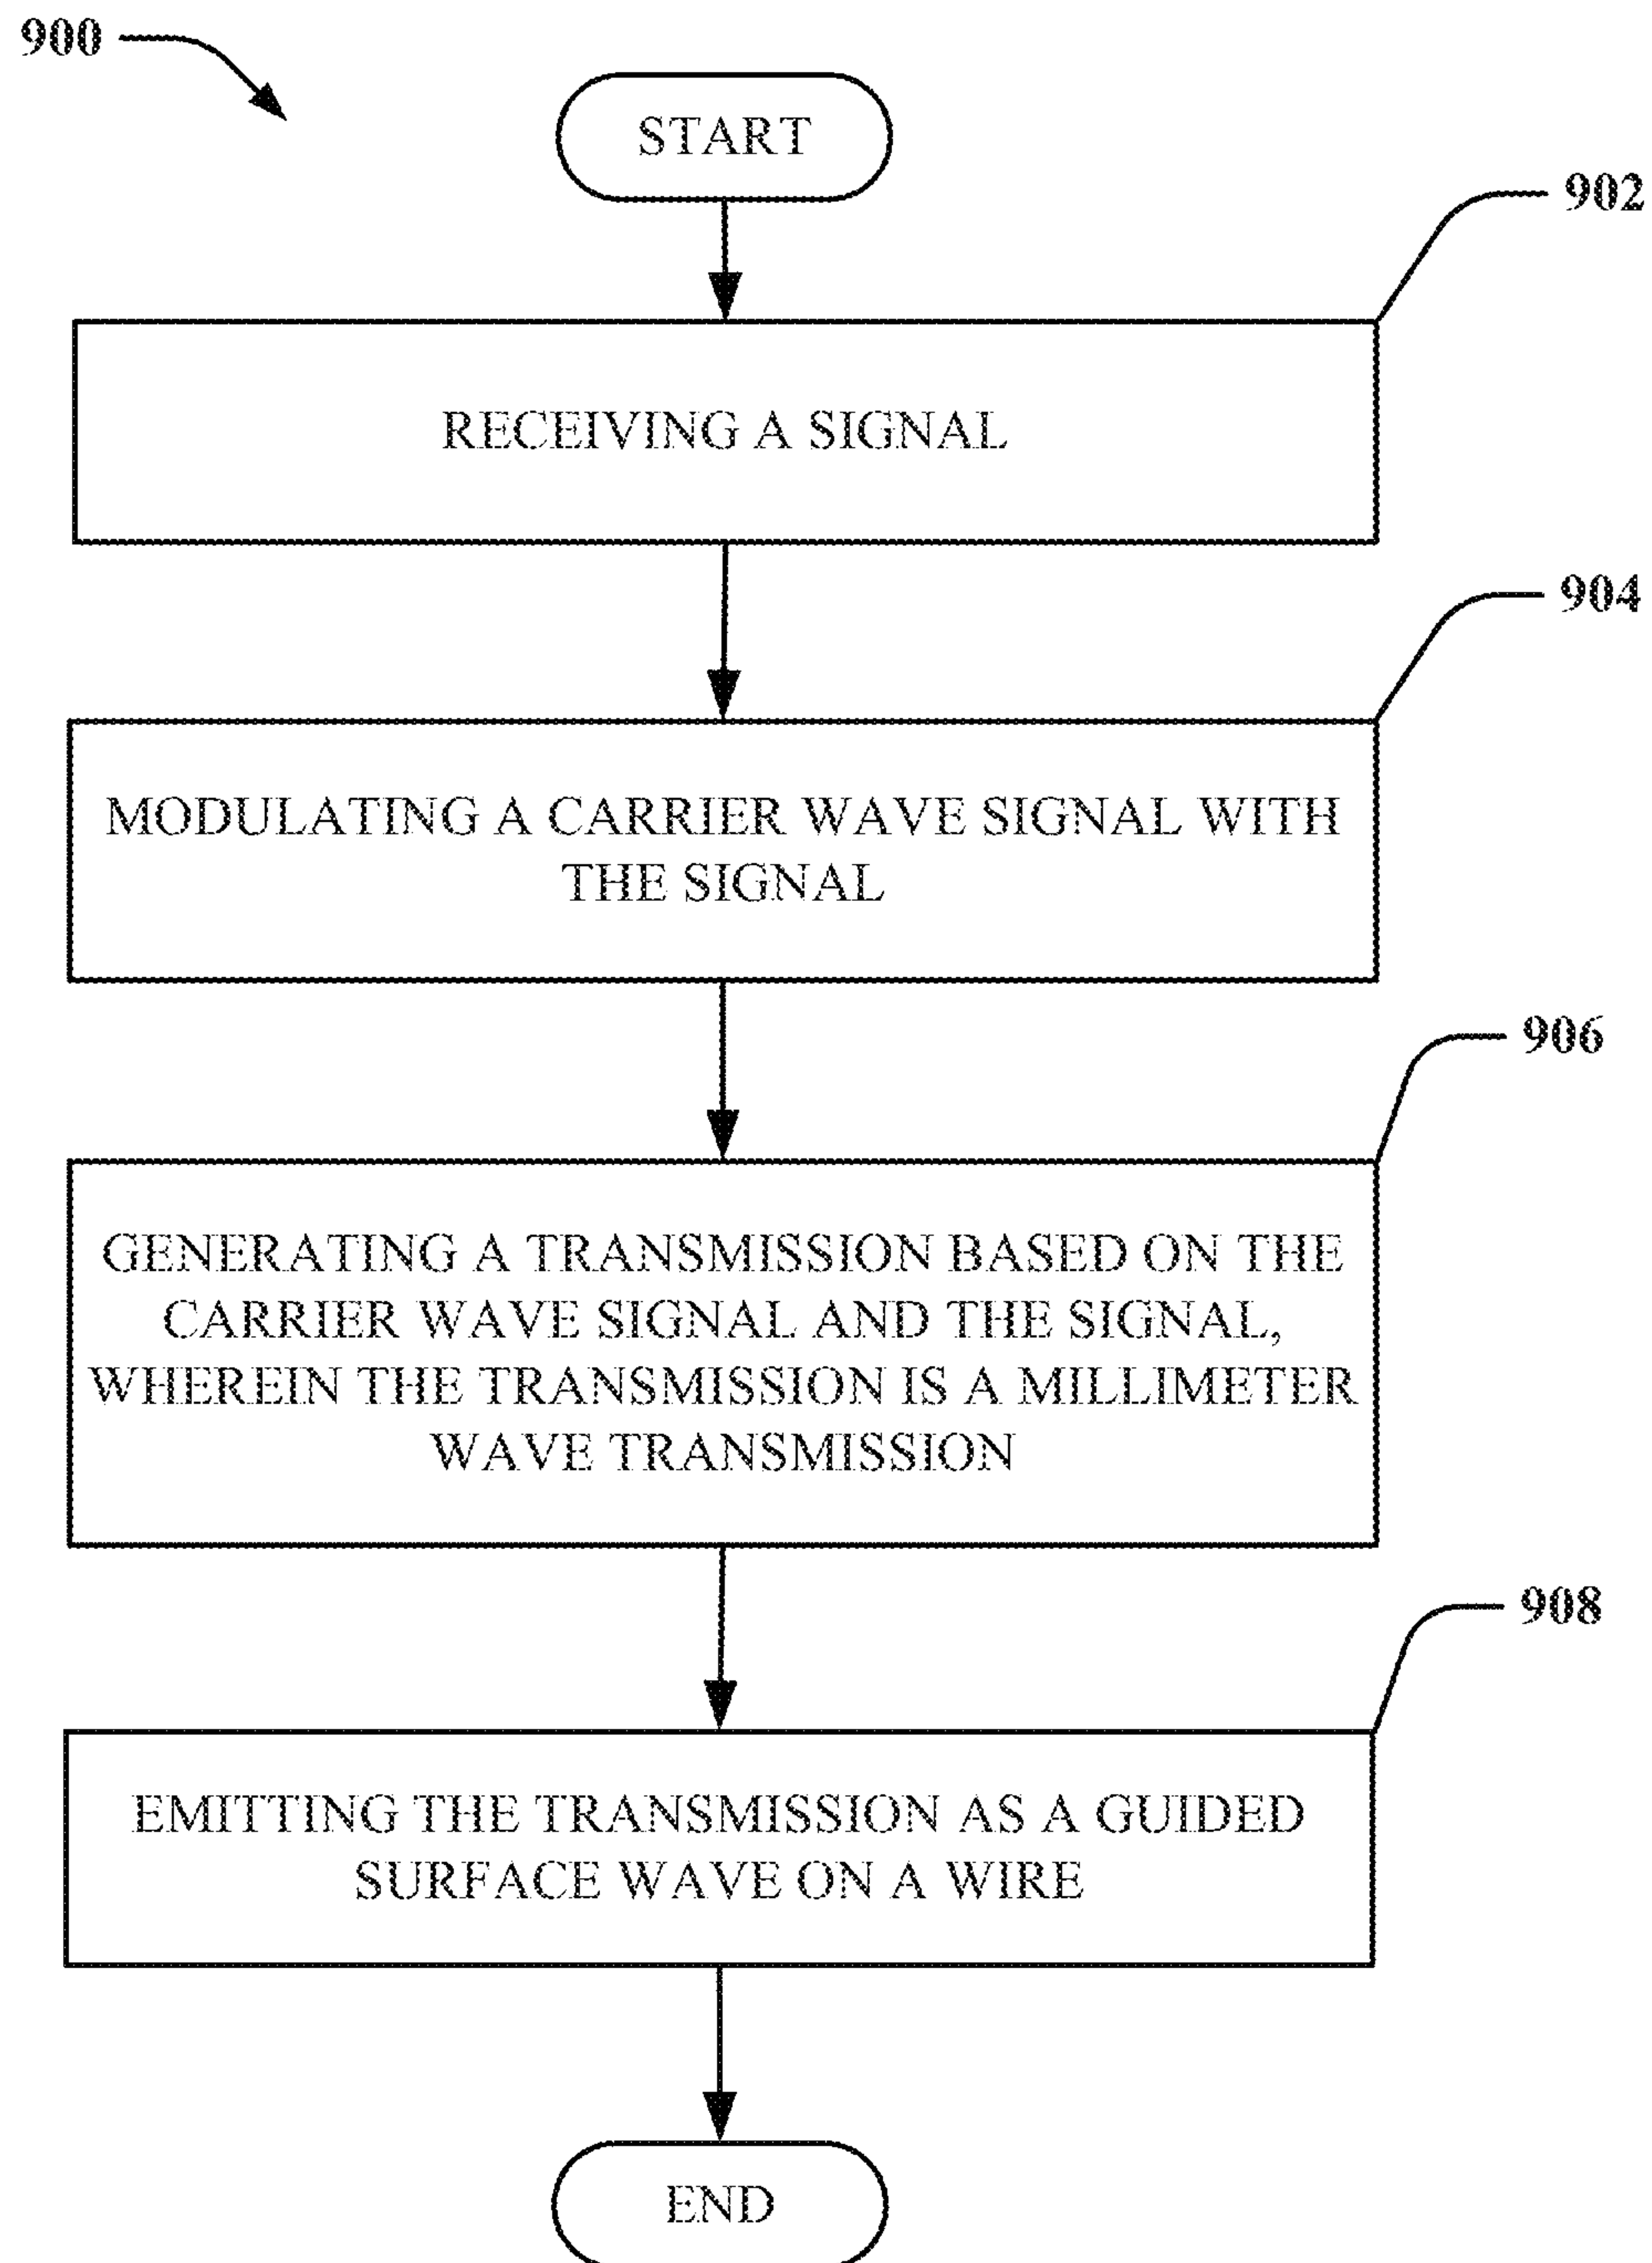 900
START
902
RECEIVING A SIGNAL
904
MODULATING A CARRIER WAVE SIGNAL WITH
THE SIGNAL
906
GENERATING A TRANSMISSION BASED ON THE
CARRIER WAVE SIGNAL AND THE SIGNAL,
WHEREIN THE TRANSMISSION IS A MILLIMETER
WAVE TRANSMISSION
908
EMITTING THE TRANSMISSION AS A GUIDED
SURFACE WAVE ON A WIRE
END